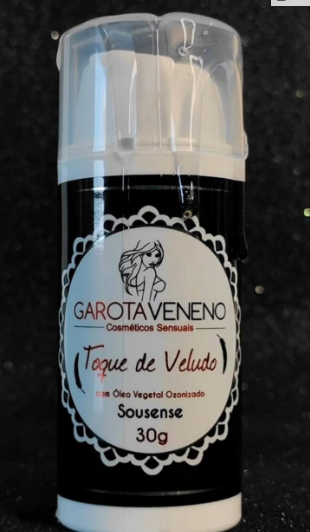 GAROTAVENENO
Cosméticos Sensuais
Toque de Veludo
com Óleo Vegetal Ozonizado
Sousense
30g